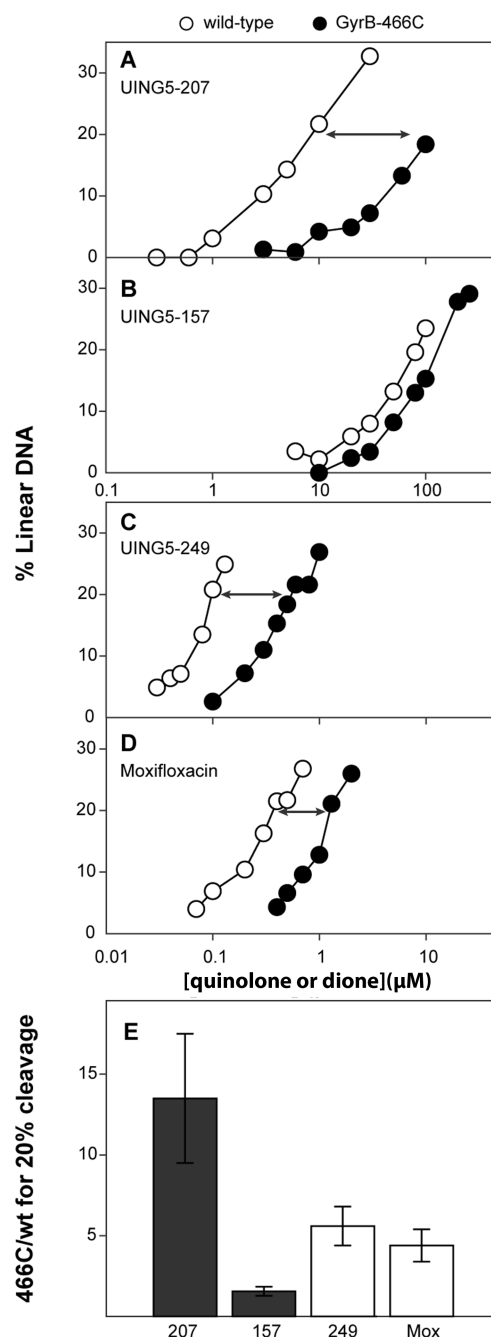 wild-type GyrB-466C
A
UING5-207
30
20
10
0
B
UING5-157
30
20
10
0
0.1 1 10 100
C
UING5-249
30
20
10
0
D
Moxifloxacin
30
20
10
0
0.01 0.1 1 10
% Linear DNA
[quinolone or dione](μM)
E
15
10
5
466C/wt for 20% cleavage
207 157 249 Mox